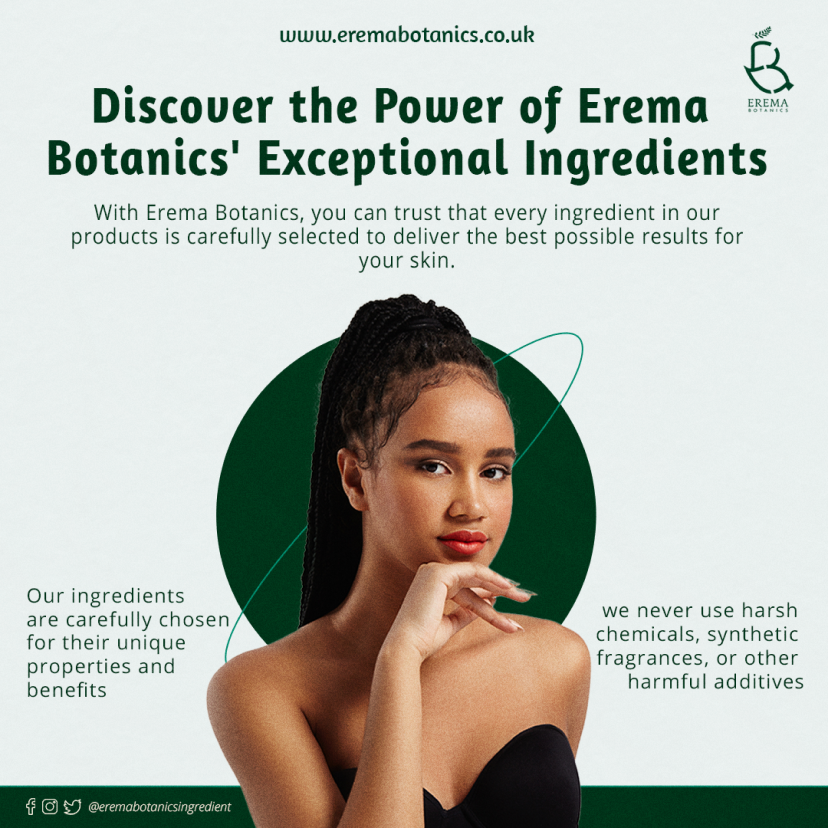 www.eremabotanics.co.uk
EREMA
BOTANICS
Discover the Power of Erema
Botanics' Exceptional Ingredients
With Erema Botanics, you can trust that every ingredient in our
products is carefully selected to deliver the best possible results for
your skin.
Our ingredients
are carefully chosen
for their unique
properties and
benefits
we never use harsh
chemicals, synthetic
fragrances, or other
harmful additives
@eremabotanicsingredient